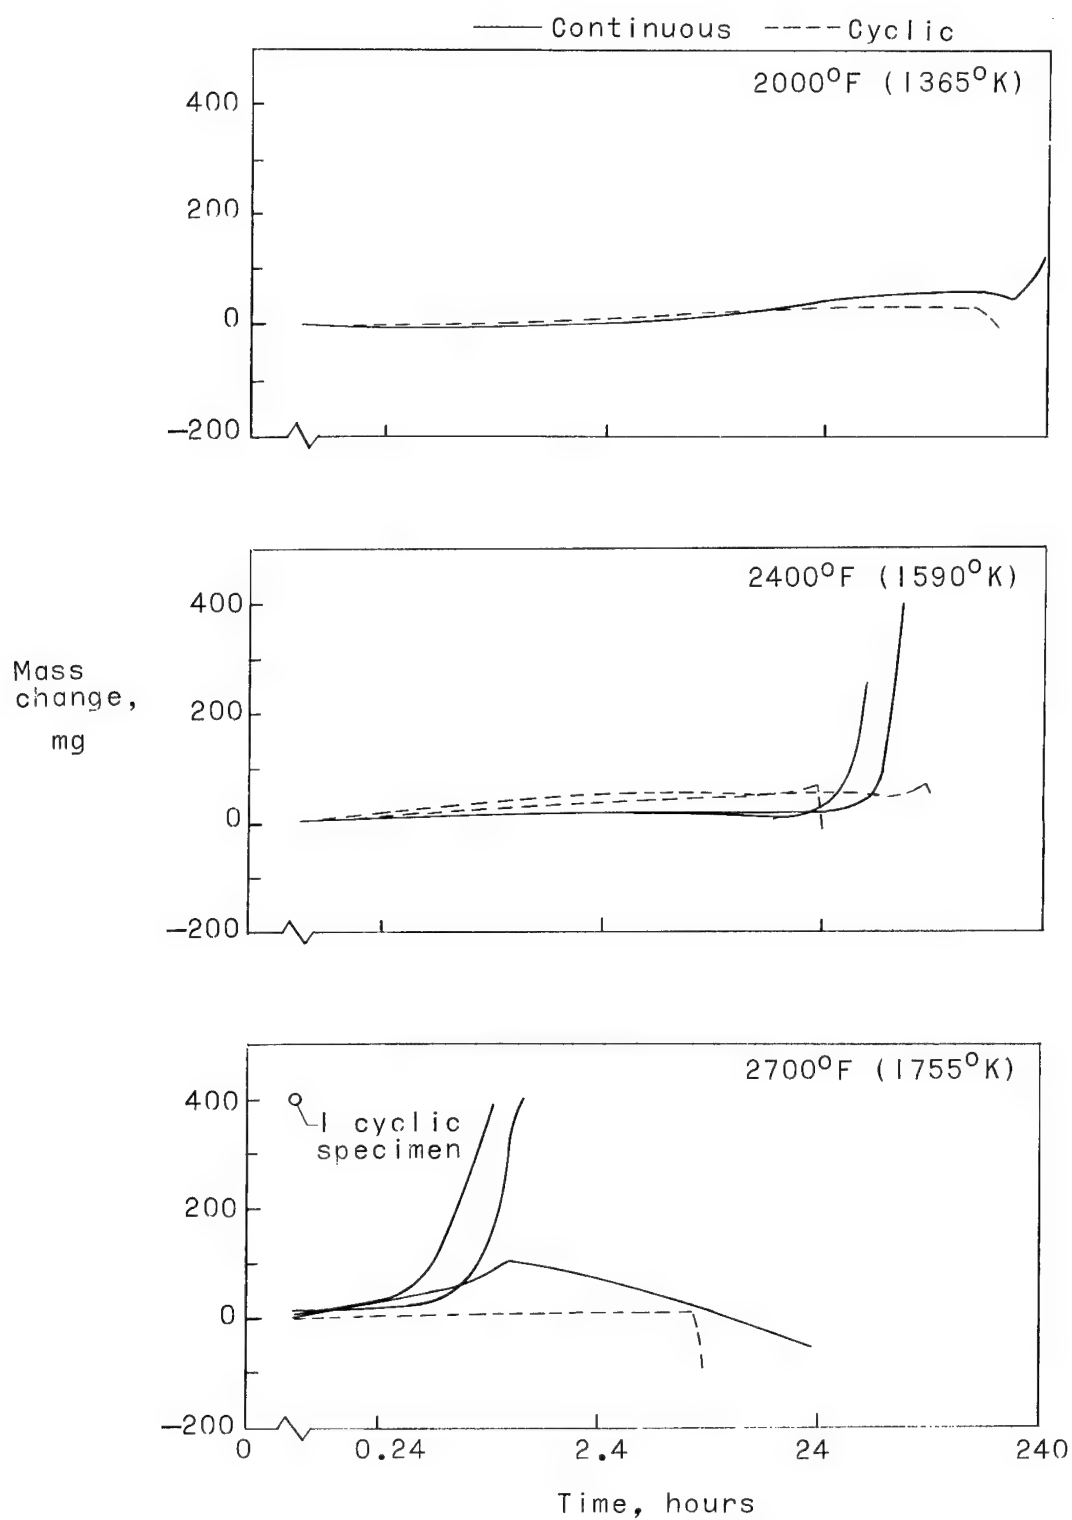 Continuous Cyclic
2000°F (1365°K)
400
200
0
-200
2400°F (1590°K)
400
200
0
-200
Mass
change,
mg
2700°F (1755°K)
400
1 cyclic
specimen
200
0
-200
0 0.24 2.4 24 240
Time, hours